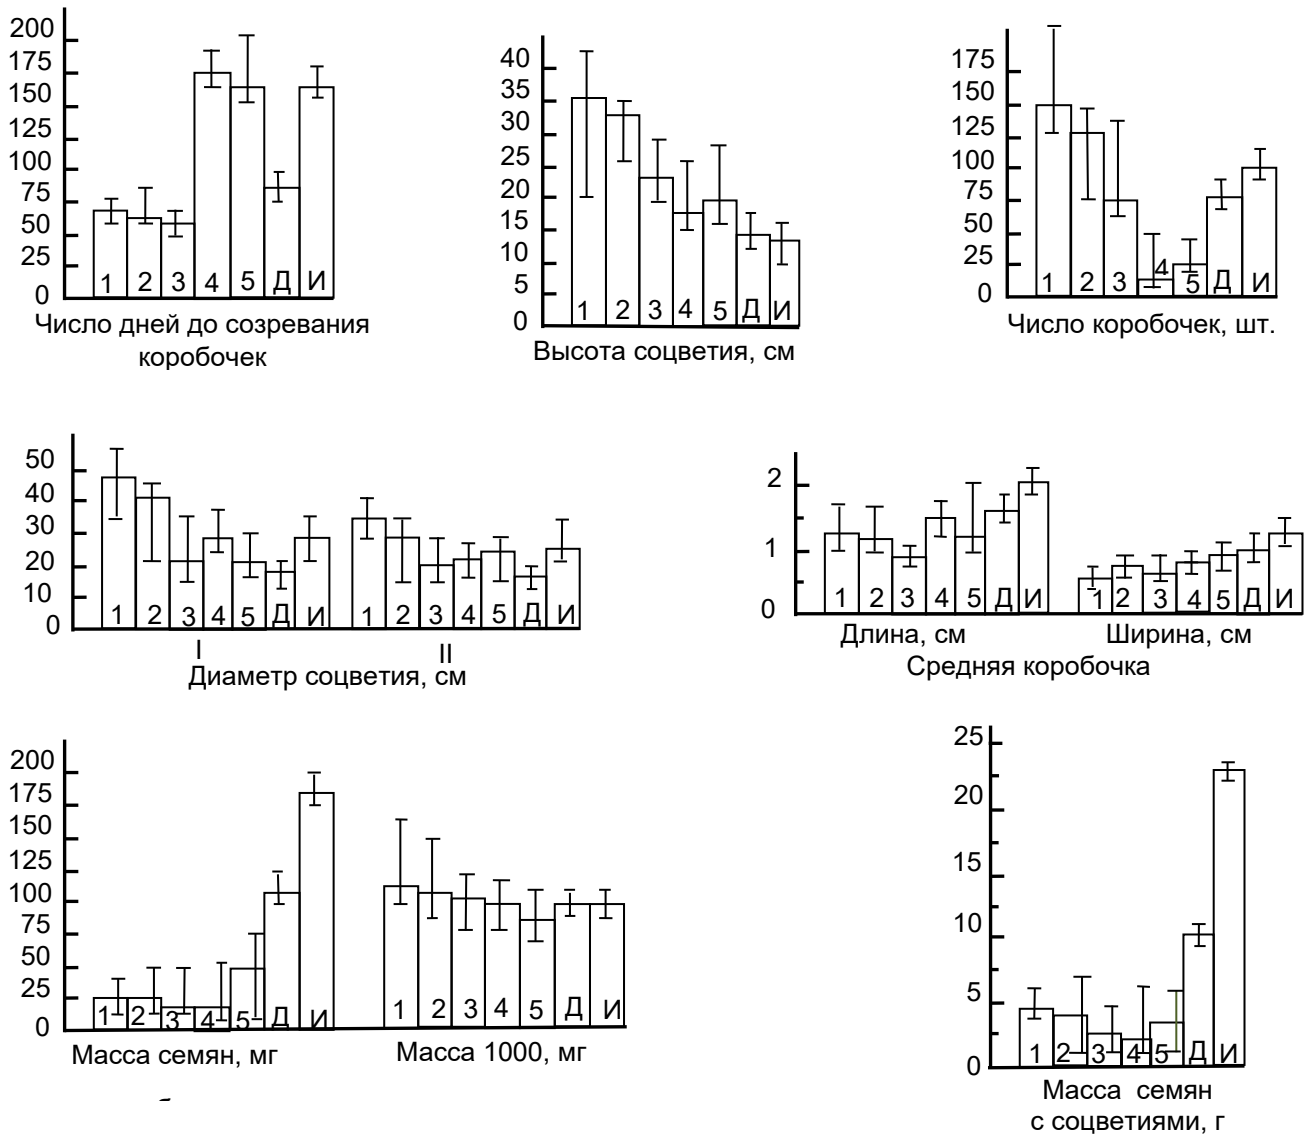 200
175
150
125
100
75
50
25
0
1 2 3 4 5 Д И
Число дней до созревания
коробочек
40
35
30
25
20
15
10
5
0
1 2 3 4 5 Д И
Высота соцветия, см
175
150
125
100
75
50
25
0
1 2 3 4 5 Д И
Число коробочек, шт.
50
40
30
20
10
0
1 2 3 4 5 Д И 1 2 3 4 5 Д И
I II
Диаметр соцветия, см
2
1
0
1 2 3 4 5 Д И 1 2 3 4 5 Д И
Длина, см Ширина, см
Средняя коробочка
200
175
150
125
100
75
50
25
0
1 2 3 4 5 Д И 1 2 3 4 5 Д И
Масса семян, мг Масса 1000, мг
25
20
15
10
5
0
1 2 3 4 5 Д И
Масса семян
с соцветиями, г